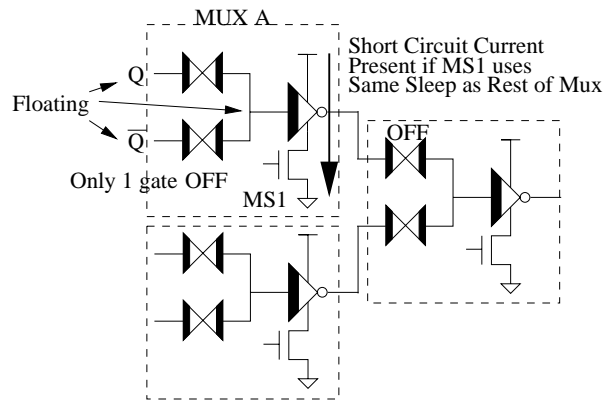 MUX A
Short Circuit Current
Present if MS1 uses
Same Sleep as Rest of Mux
Q
Floating
Q̅
OFF
Only 1 gate OFF
MS1